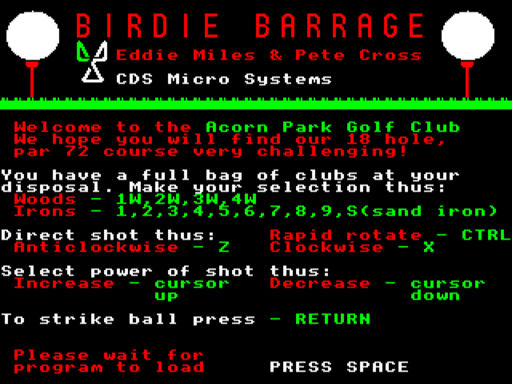 BIRDIE BARRAGE
Eddie Miles & Pete Cross
CDS Micro Systems
Welcome to the Acorn Park Golf Club
We hope you will find our 18 hole,
par 72 course very challenging!
You have a full bag of clubs at your
disposal. Make your selection thus:
Woods - 1W,2W,3W,4W
Irons - 1,2,3,4,5,6,7,8,9,S(sand iron)
Direct shot thus: Rapid rotate - CTRL
Anticlockwise - Z Clockwise - X
Select power of shot thus:
Increase - cursor Decrease - cursor
up down
To strike ball press - RETURN
Please wait for
program to load PRESS SPACE